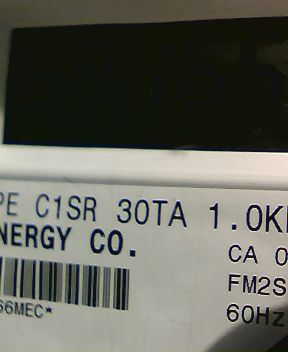 PE C1SR 30TA 1.0K
NERGY CO.
CA 0
FM2S
60Hz
66MEC*